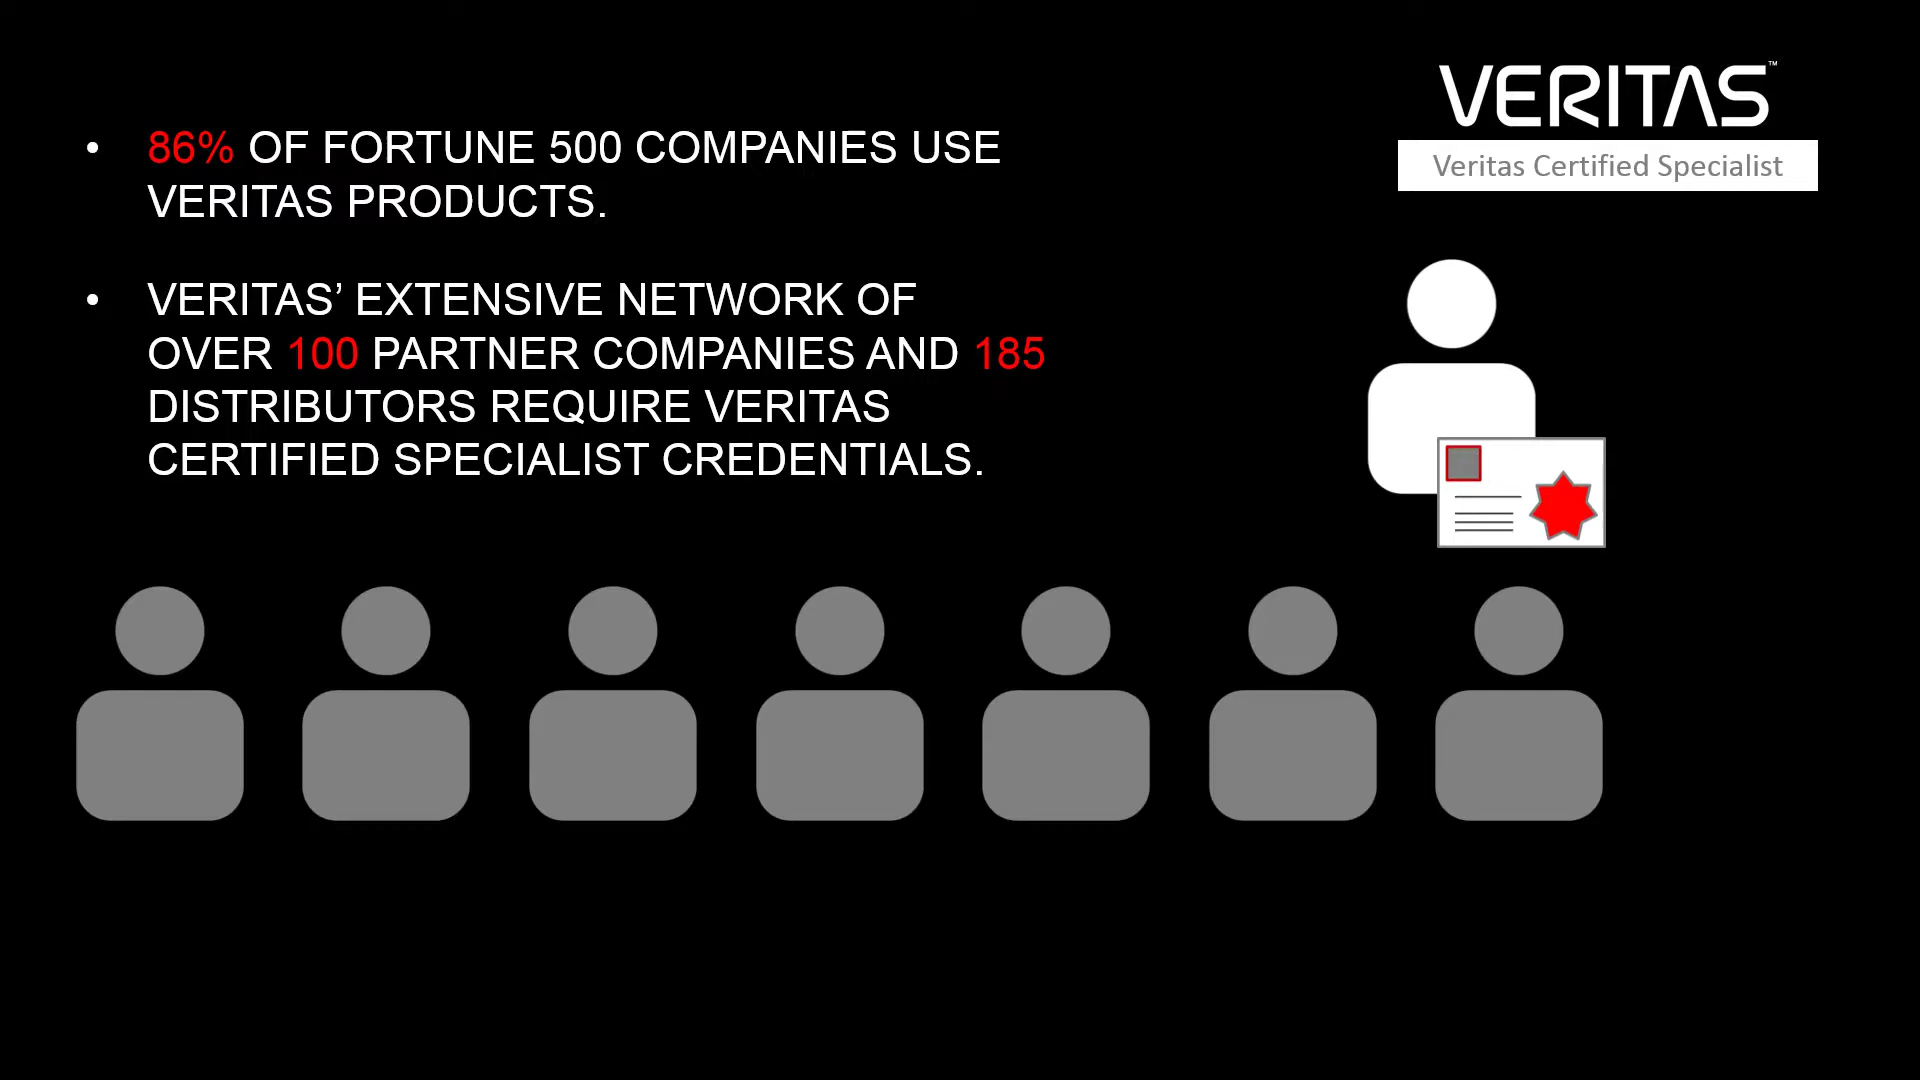 • 86% OF FORTUNE 500 COMPANIES USE
VERITAS PRODUCTS.
• VERITAS’ EXTENSIVE NETWORK OF
OVER 100 PARTNER COMPANIES AND 185
DISTRIBUTORS REQUIRE VERITAS
CERTIFIED SPECIALIST CREDENTIALS.
VERITAS™
Veritas Certified Specialist